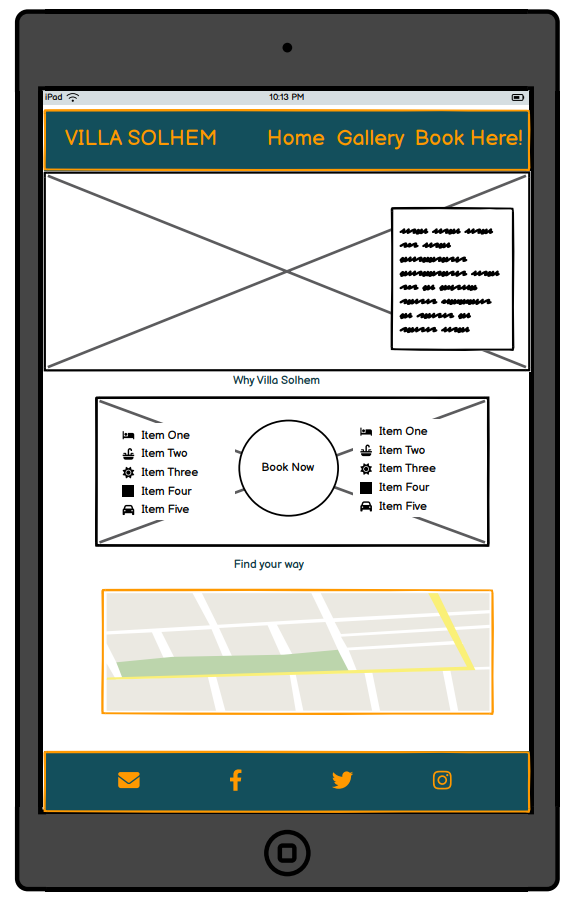 iPad 10:13 PM
VILLA SOLHEM Home Gallery Book Here!
Why Villa Solhem
Item One
Item Two
Item Three
Item Four
Item Five
Book Now
Item One
Item Two
Item Three
Item Four
Item Five
Find your way